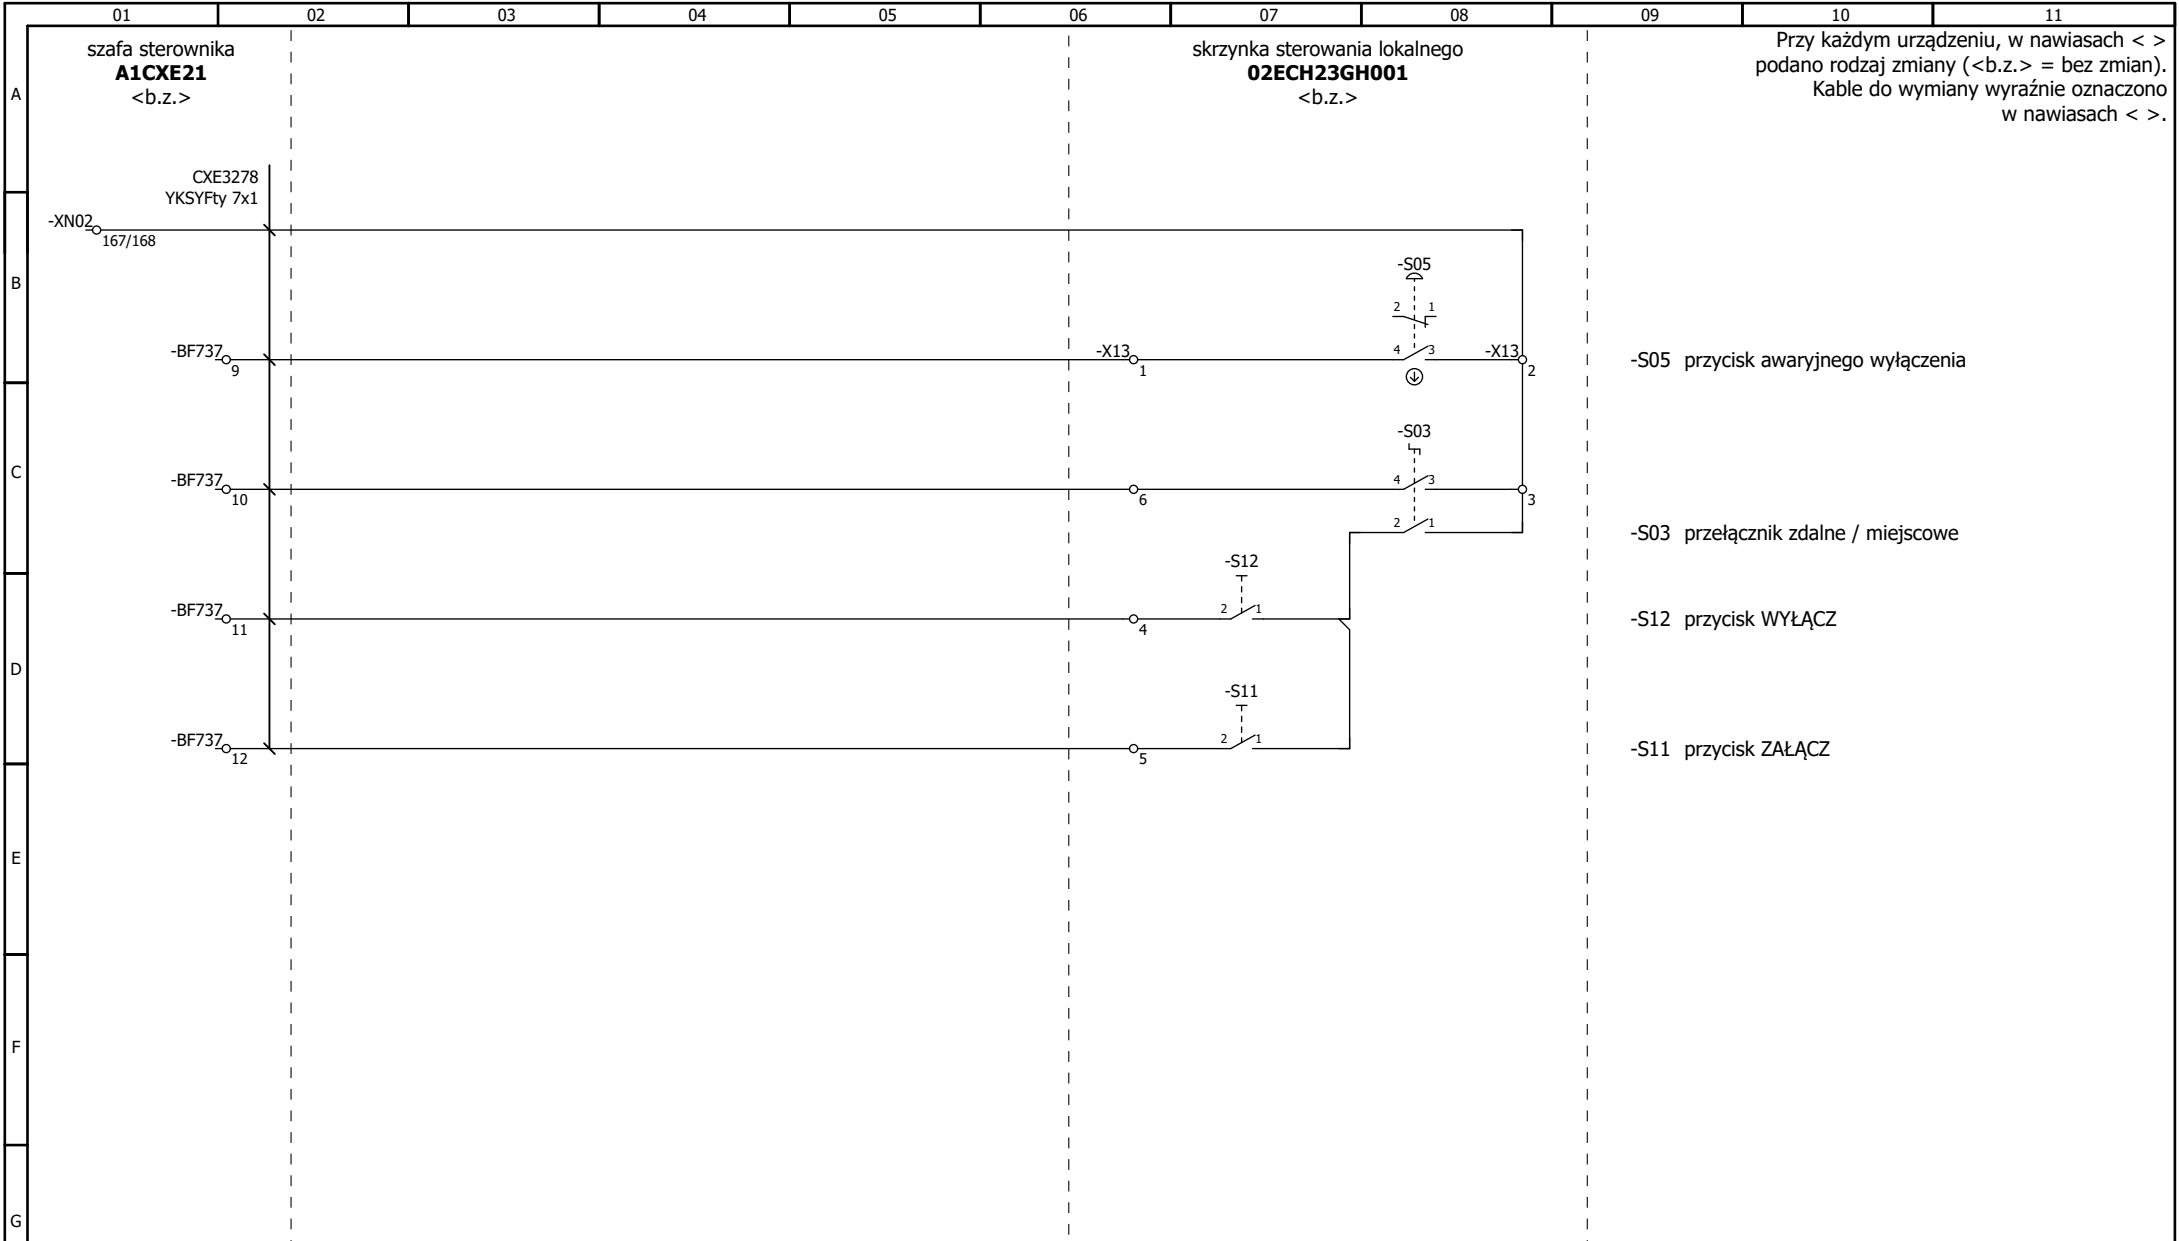 01 02 03 04 05 06 07 08 09 10 11
szafa sterownika
A1CXE21
<b.z.>
skrzynka sterowania lokalnego
02ECH23GH001
<b.z.>
Przy każdym urządzeniu, w nawiasach < >
podano rodzaj zmiany (<b.z.> = bez zmian).
Kable do wymiany wyraźnie oznaczono
w nawiasach < >.
A
CXE3278
YKSYFty 7x1
-XN02
167/168
B
-S05
2 1
-BF737
9
-X13
1
4 3
-X13
2
-S05 przycisk awaryjnego wyłączenia
-S03
C
-BF737
10
6
4 3
3
2 1
-S03 przełącznik zdalne / miejscowe
-S12
-BF737
11
4
2 1
-S12 przycisk WYŁĄCZ
D
-S11
-BF737
12
5
2 1
-S11 przycisk ZAŁĄCZ
E
F
G